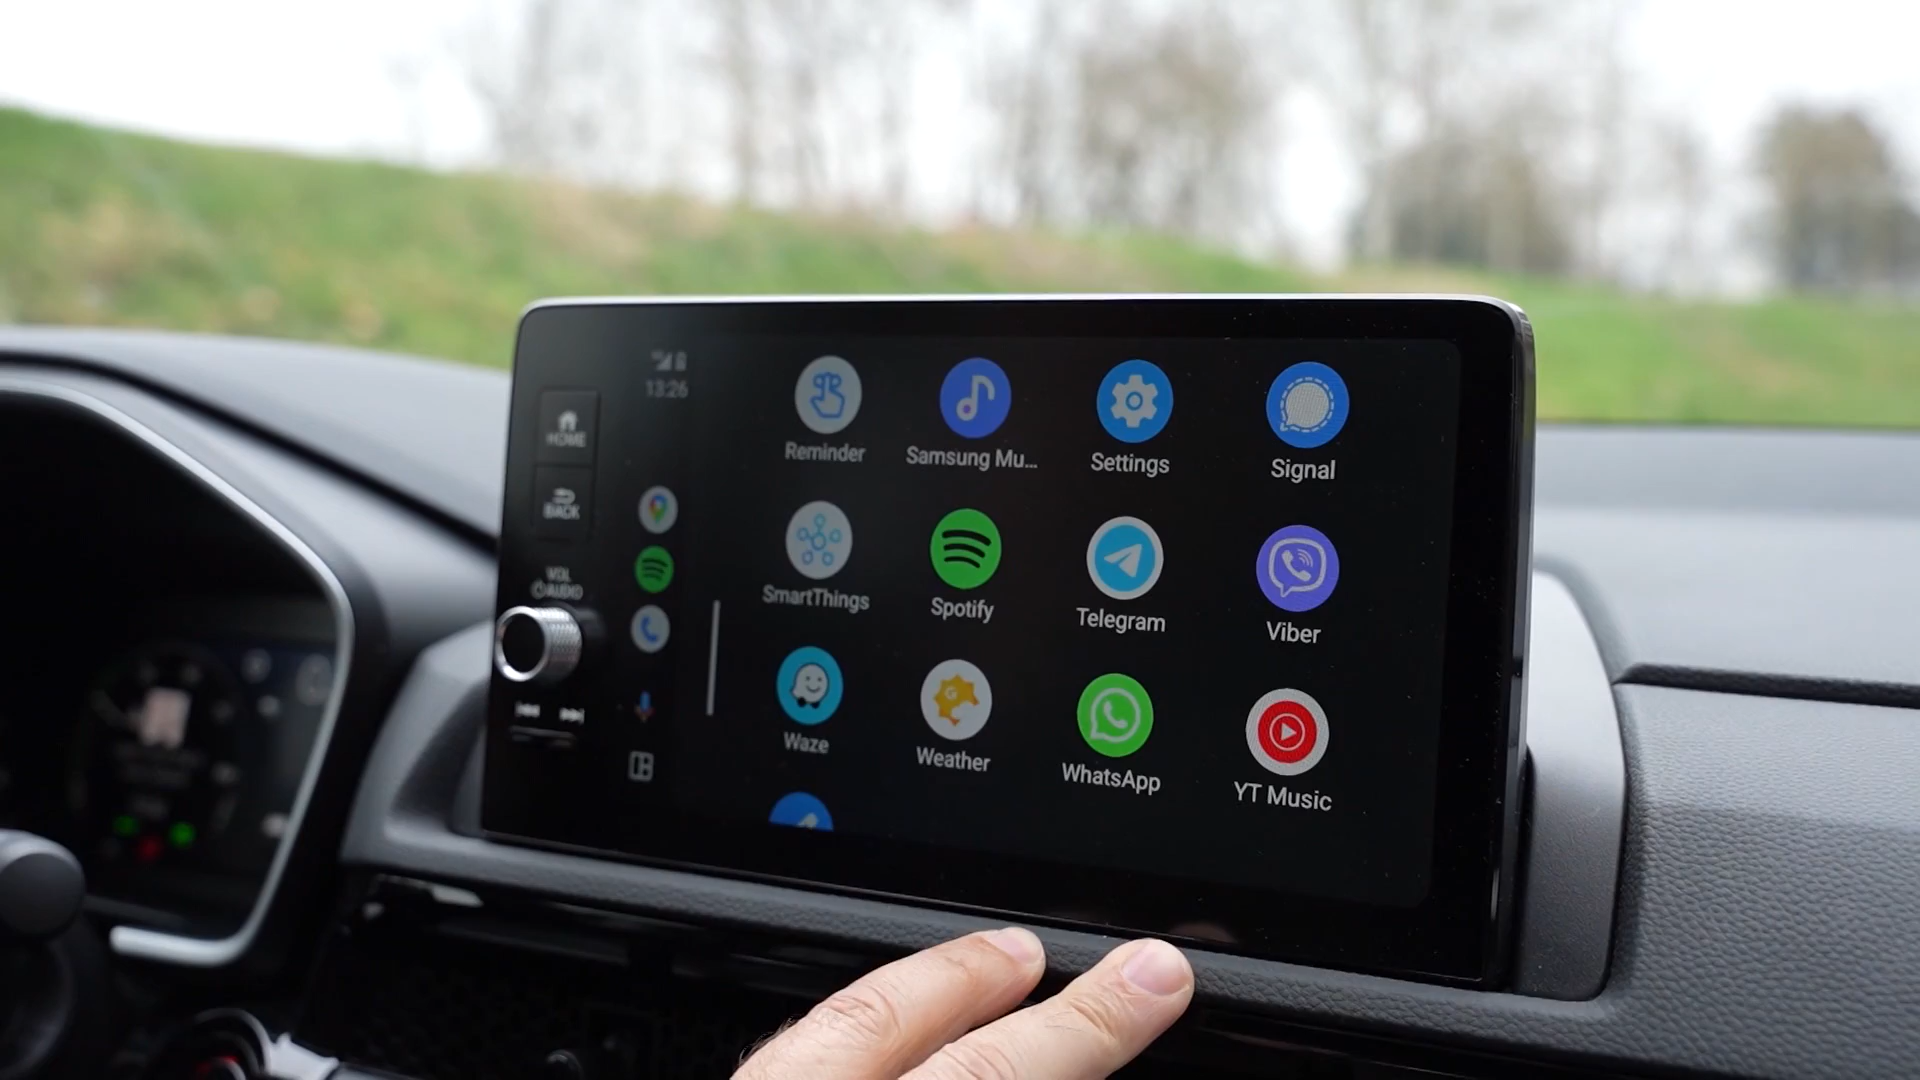 13:26
HOME
BACK
VOL
AUDIO
Reminder
Samsung Mu...
Settings
Signal
SmartThings
Spotify
Telegram
Viber
Waze
G
Weather
WhatsApp
YT Music